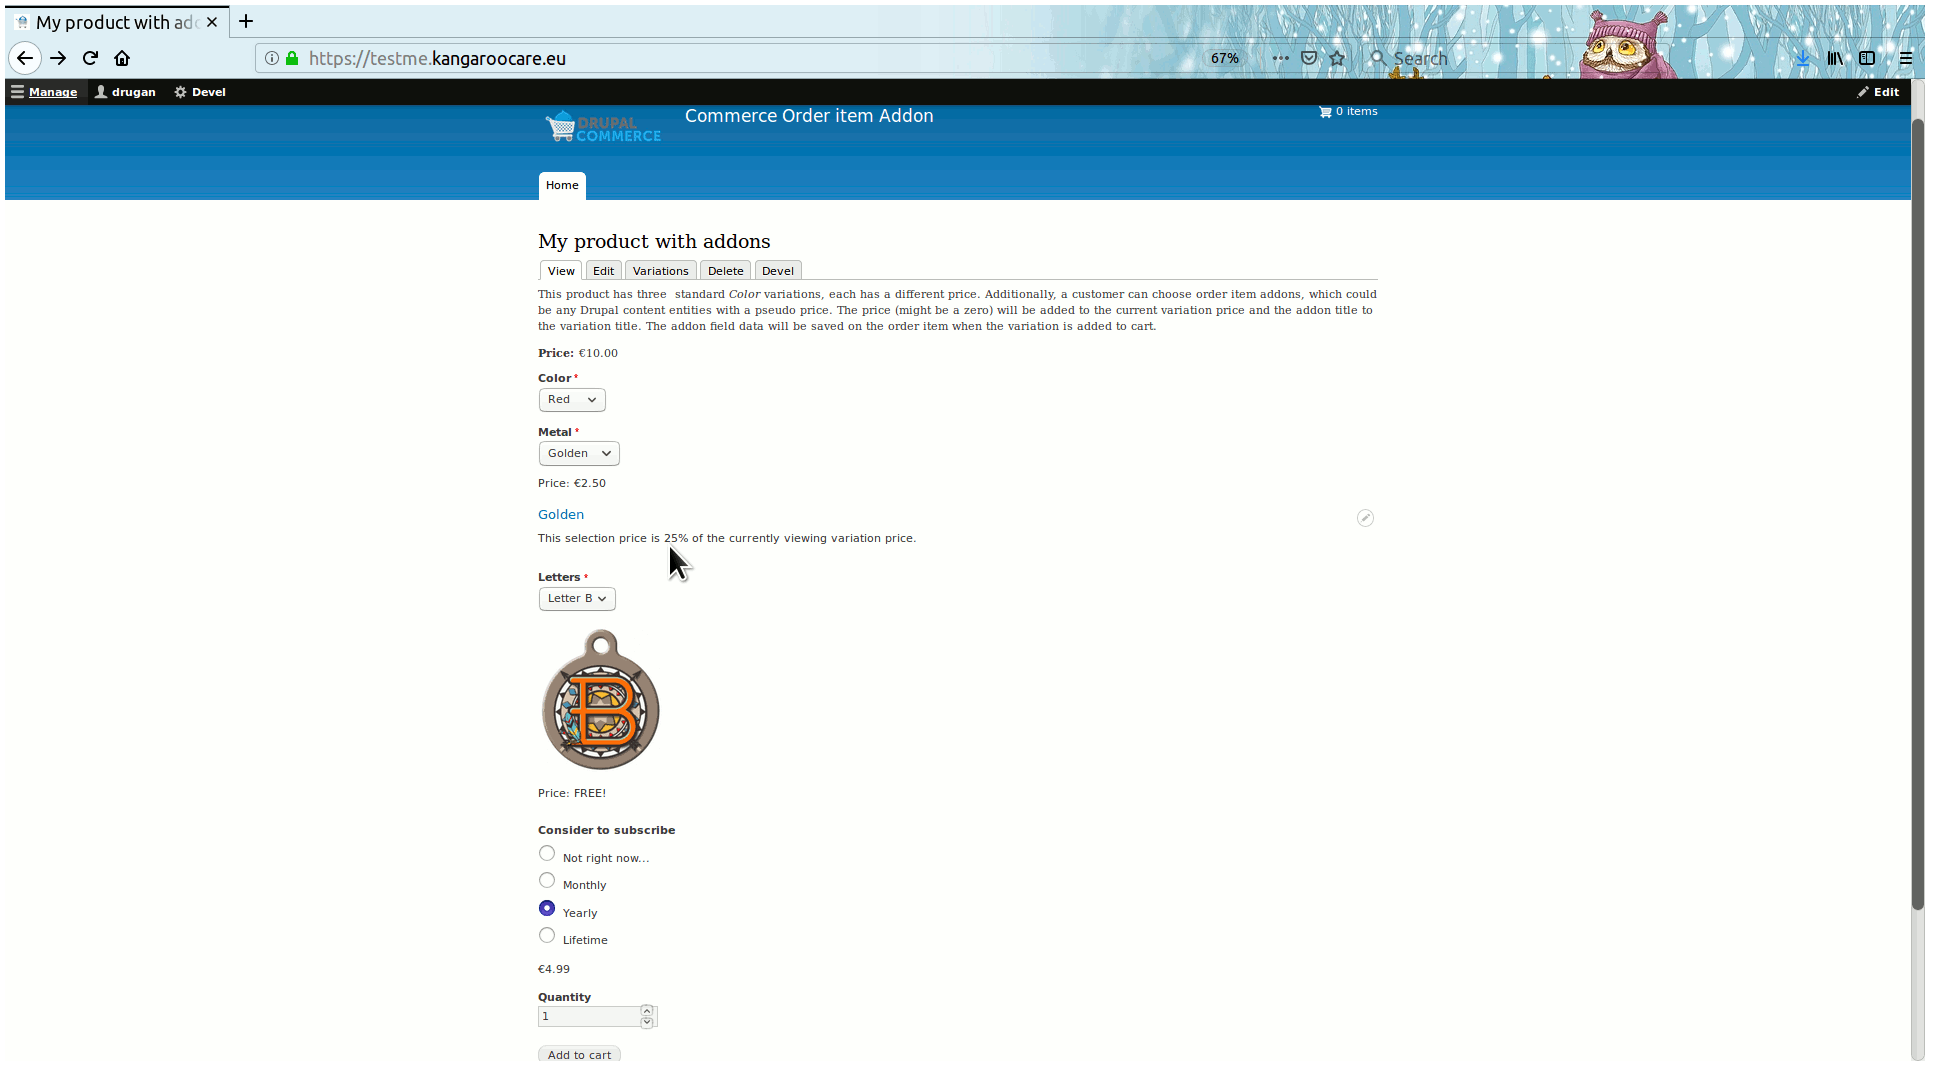 My product with add
https://testme.kangaroocare.eu
67%
Search
Manage drugan Devel Edit
DRUPAL
COMMERCE
Commerce Order item Addon
0 items
Home
My product with addons
View Edit Variations Delete Devel
This product has three standard Color variations, each has a different price. Additionally, a customer can choose order item addons, which could
be any Drupal content entities with a pseudo price. The price (might be a zero) will be added to the current variation price and the addon title to
the variation title. The addon field data will be saved on the order item when the variation is added to cart.
Price: €10.00
Color *
Red
Metal *
Golden
Price: €2.50
Golden
This selection price is 25% of the currently viewing variation price.
Letters *
Letter B
B
Price: FREE!
Consider to subscribe
Not right now...
Monthly
Yearly
Lifetime
€4.99
Quantity
1
Add to cart